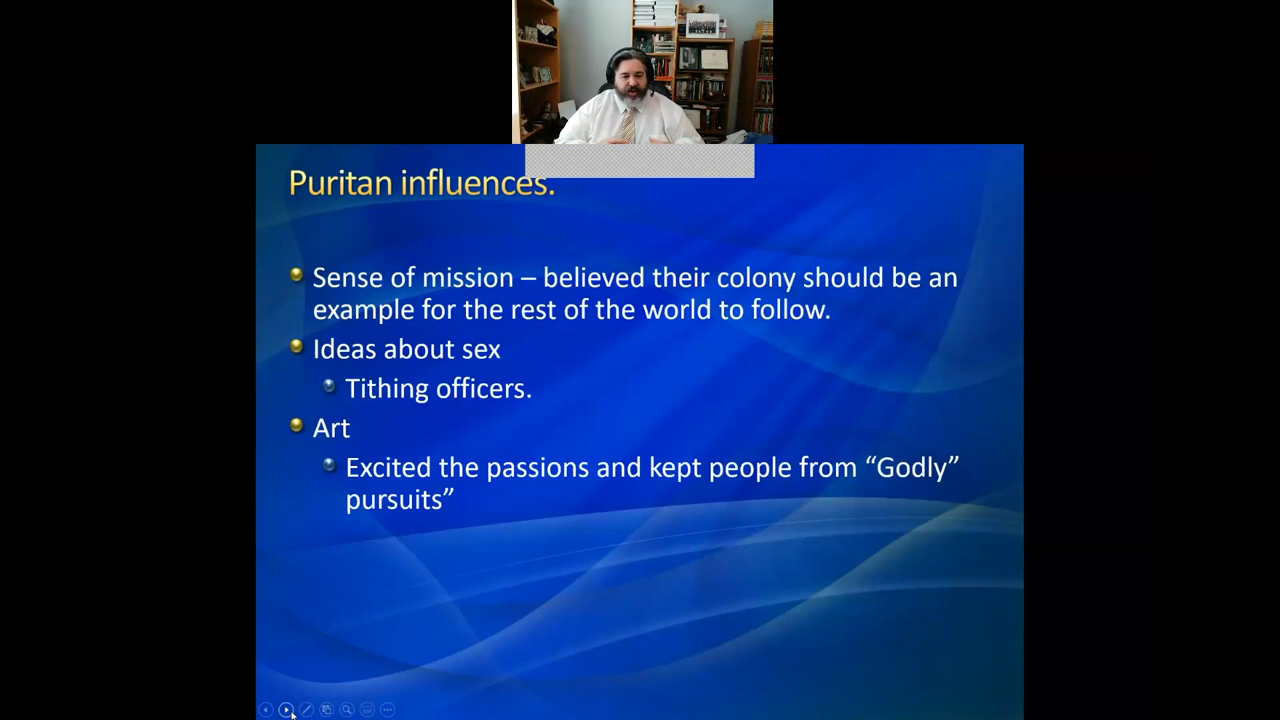 Puritan influences.
Sense of mission – believed their colony should be an
example for the rest of the world to follow.
Ideas about sex
Tithing officers.
Art
Excited the passions and kept people from “Godly”
pursuits”